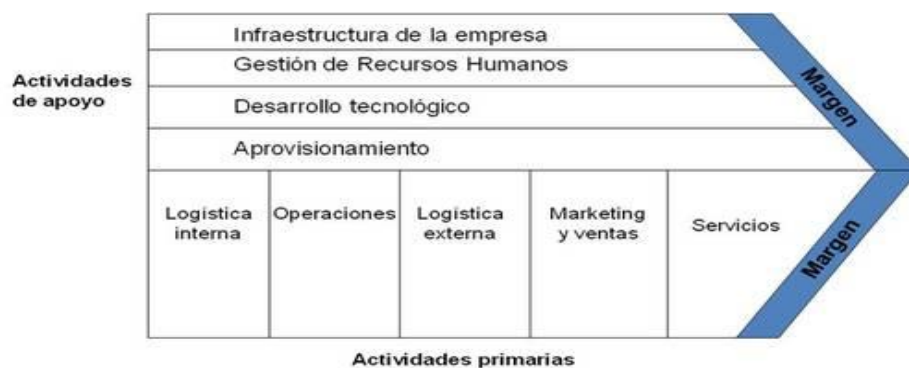 Infraestructura de la empresa
Gestión de Recursos Humanos
Actividades
de apoyo
Desarrollo tecnológico
Aprovisionamiento
Margen
Logística
interna
Operaciones
Logística
externa
Marketing
y ventas
Servicios
Margen
Actividades primarias